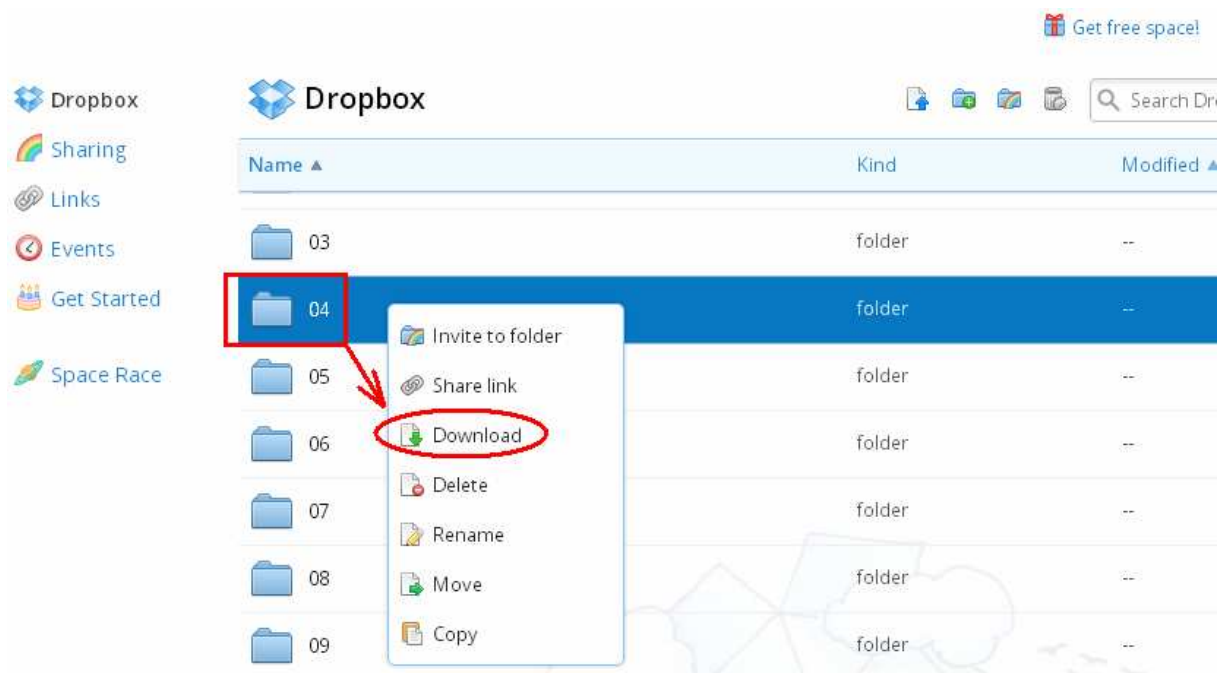 Get free space!
Dropbox
Sharing
Links
Events
Get Started
Space Race
Dropbox
Search Dro
Name ▲ Kind Modified ▲
03 folder --
04 folder --
05 folder --
06 folder --
07 folder --
08 folder --
09 folder --
Invite to folder
Share link
Download
Delete
Rename
Move
Copy